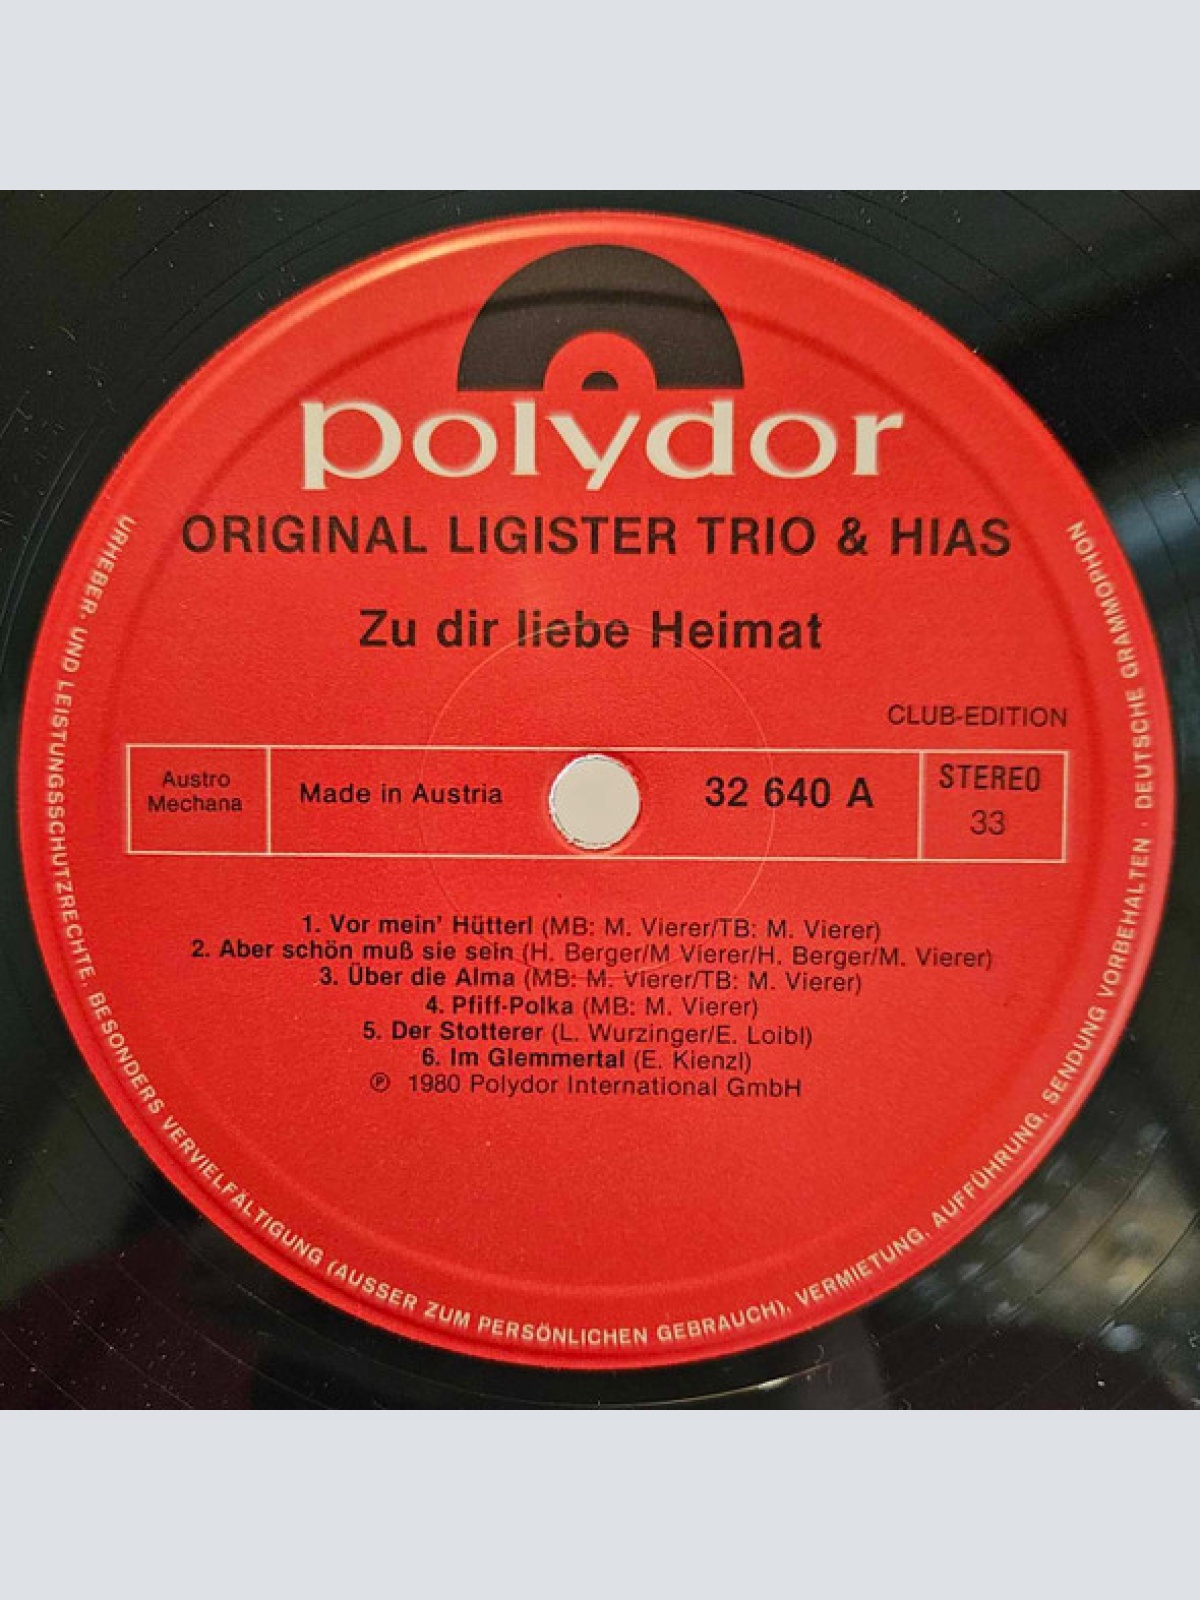 polydor
ORIGINAL LIGISTER TRIO & HIAS
Zu dir liebe Heimat
CLUB-EDITION
Austro
Mechana
Made in Austria
32 640 A
STEREO
33
1. Vor mein' Hütterl (MB: M. Vierer/TB: M. Vierer)
2. Aber schön muß sie sein (H. Berger/M Vierer/H. Berger/M. Vierer)
3. Über die Alma (MB: M. Vierer/TB: M. Vierer)
4. Pfiff-Polka (MB: M. Vierer)
5. Der Stotterer (L. Wurzinger/E. Loibl)
6. Im Glemmertal (E. Kienzl)
℗ 1980 Polydor International GmbH
URHEBER- UND LEISTUNGSSCHUTZRECHTE, BESONDERS VERVIELFÄLTIGUNG (AUSSER ZUM PERSÖNLICHEN GEBRAUCH), VERMIETUNG, AUFFÜHRUNG, SENDUNG VORBEHALTEN · DEUTSCHE GRAMMOPHON